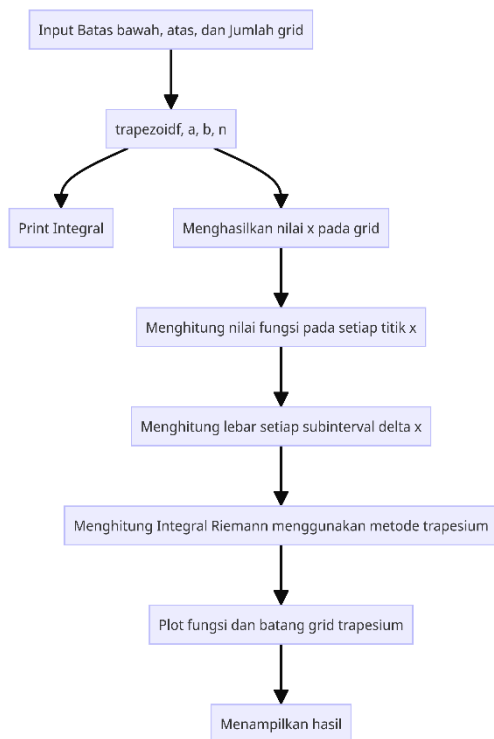 Input Batas bawah, atas, dan Jumlah grid
trapezoidf, a, b, n
Print Integral
Menghasilkan nilai x pada grid
Menghitung nilai fungsi pada setiap titik x
Menghitung lebar setiap subinterval delta x
Menghitung Integral Riemann menggunakan metode trapesium
Plot fungsi dan batang grid trapesium
Menampilkan hasil